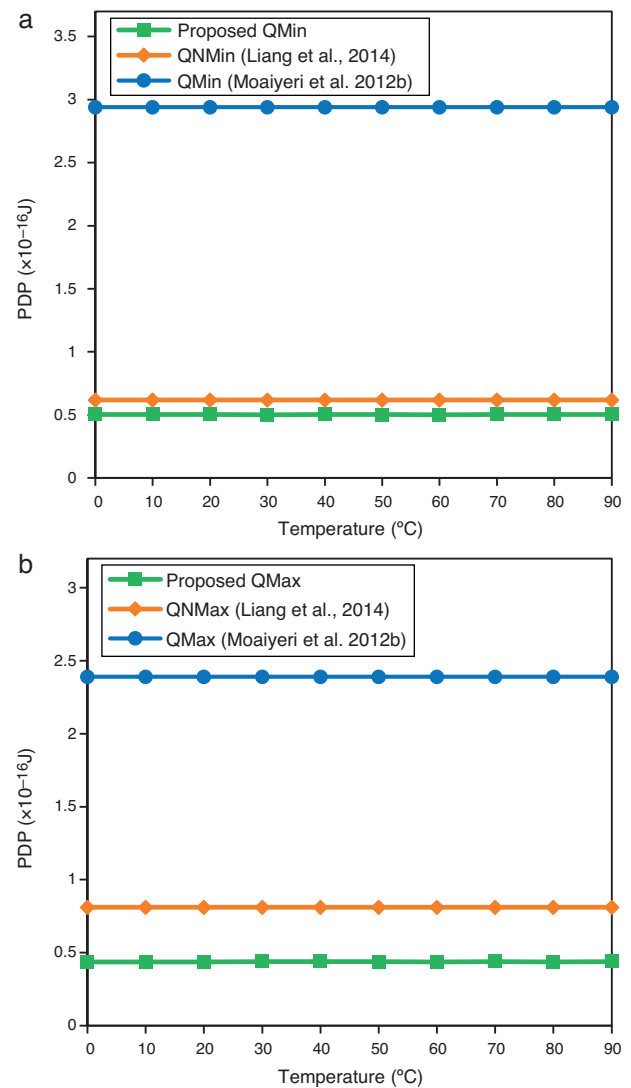 a
Proposed QMin
QNMin (Liang et al., 2014)
QMin (Moaiyeri et al. 2012b)
3.5
3
2.5
2
1.5
1
0.5
0
PDP (×10–16J)
0 10 20 30 40 50 60 70 80 90
Temperature (ºC)
b
Proposed QMax
QNMax (Liang et al., 2014)
QMax (Moaiyeri et al. 2012b)
3
2.5
2
1.5
1
0.5
0
PDP (×10–16J)
0 10 20 30 40 50 60 70 80 90
Temperature (ºC)